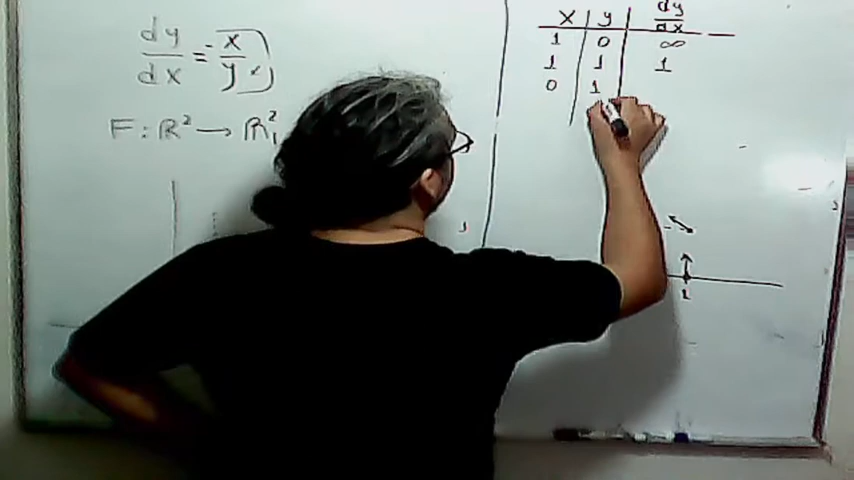 dy/dx = -x/y
F: R² → R²
x y dy/dx
1 0 ∞
1 1 1
0 1
1